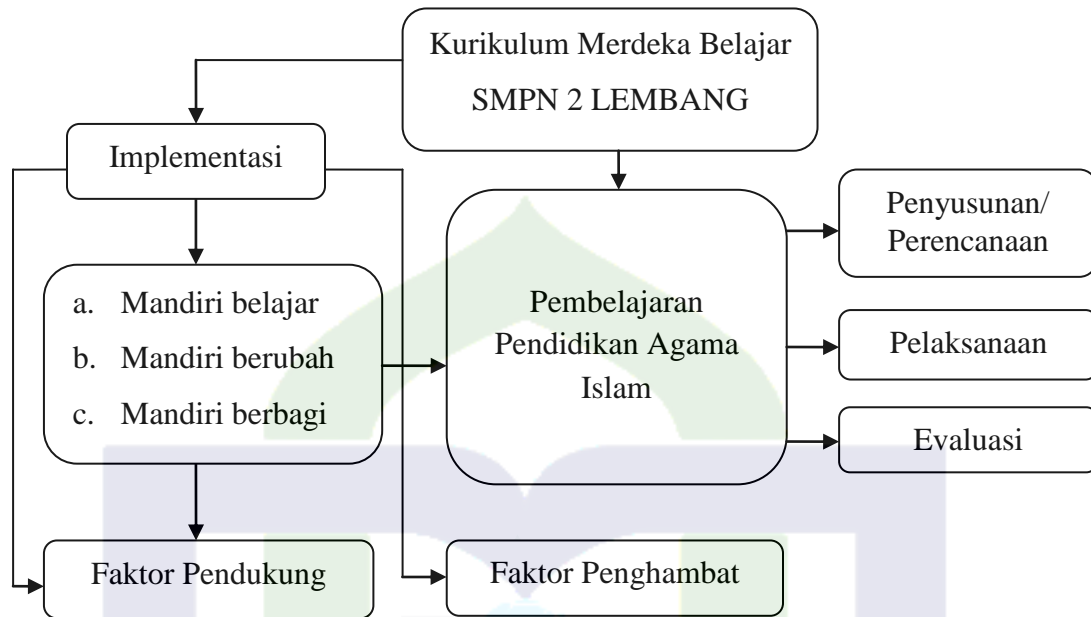 Kurikulum Merdeka Belajar
SMPN 2 LEMBANG
Implementasi
a. Mandiri belajar
b. Mandiri berubah
c. Mandiri berbagi
Pembelajaran
Pendidikan Agama
Islam
Penyusunan/
Perencanaan
Pelaksanaan
Evaluasi
Faktor Pendukung
Faktor Penghambat